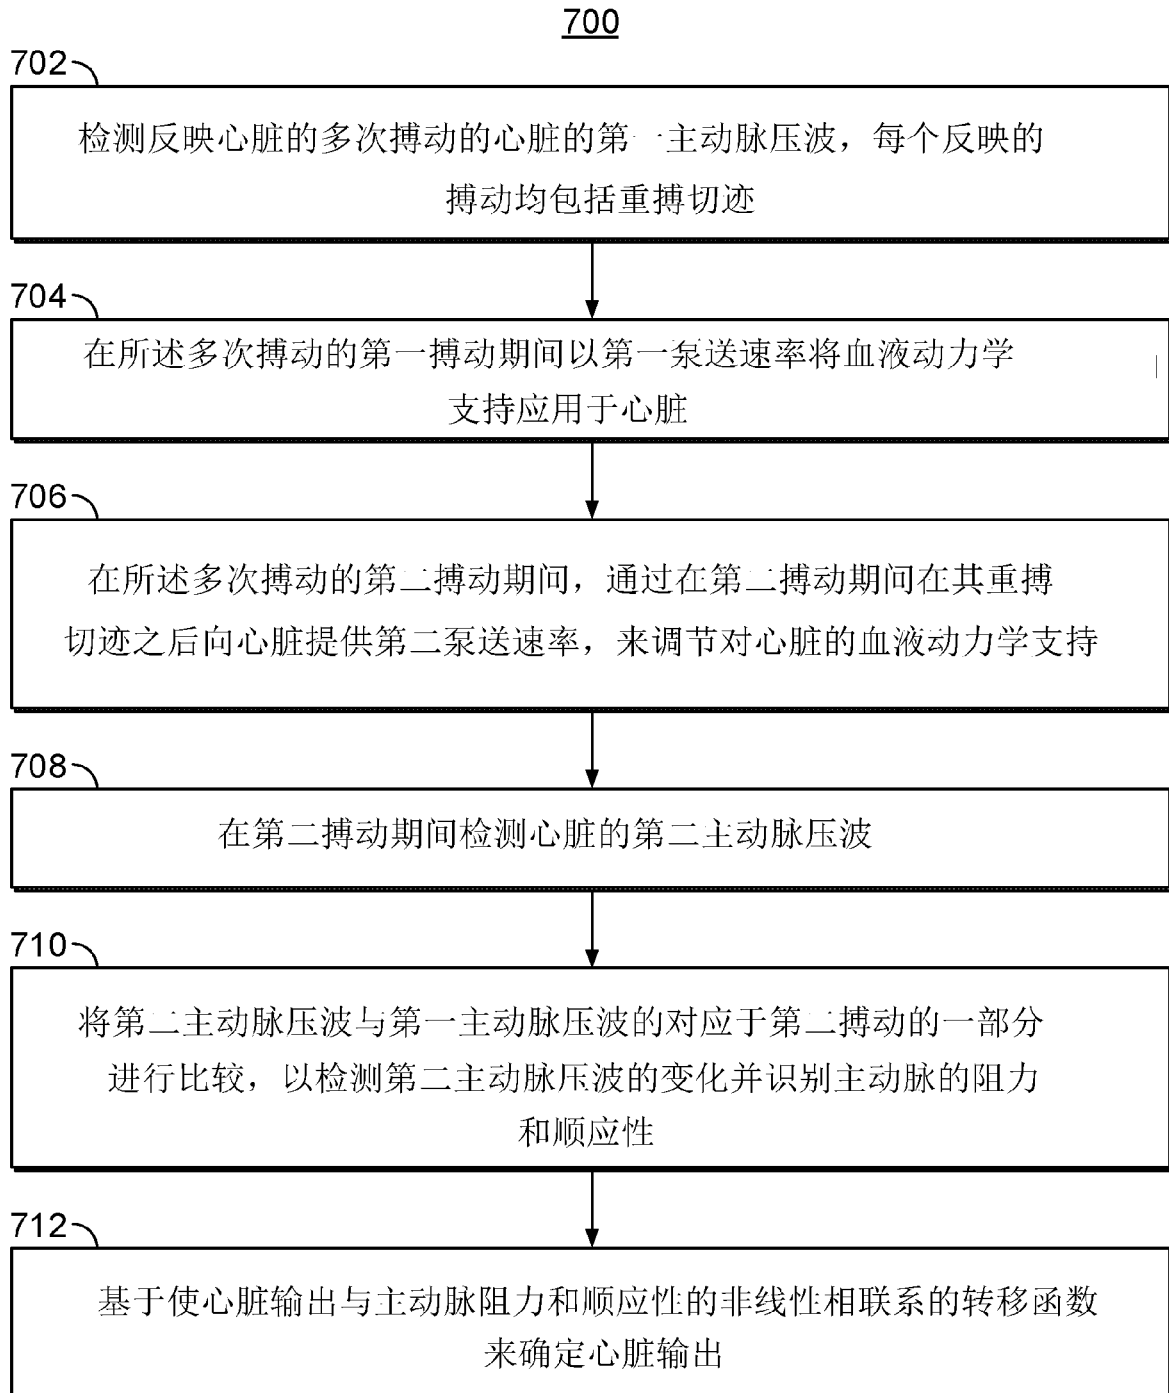 700
702
检测反映心脏的多次搏动的心脏的第一主动脉压波，每个反映的
搏动均包括重搏切迹
704
在所述多次搏动的第一搏动期间以第一泵送速率将血液动力学
支持应用于心脏
706
在所述多次搏动的第二搏动期间，通过在第二搏动期间在其重搏
切迹之后向心脏提供第二泵送速率，来调节对心脏的血液动力学支持
708
在第二搏动期间检测心脏的第二主动脉压波
710
将第二主动脉压波与第一主动脉压波的对应于第二搏动的一部分
进行比较，以检测第二主动脉压波的变化并识别主动脉的阻力
和顺应性
712
基于使心脏输出与主动脉阻力和顺应性的非线性相联系的转移函数
来确定心脏输出